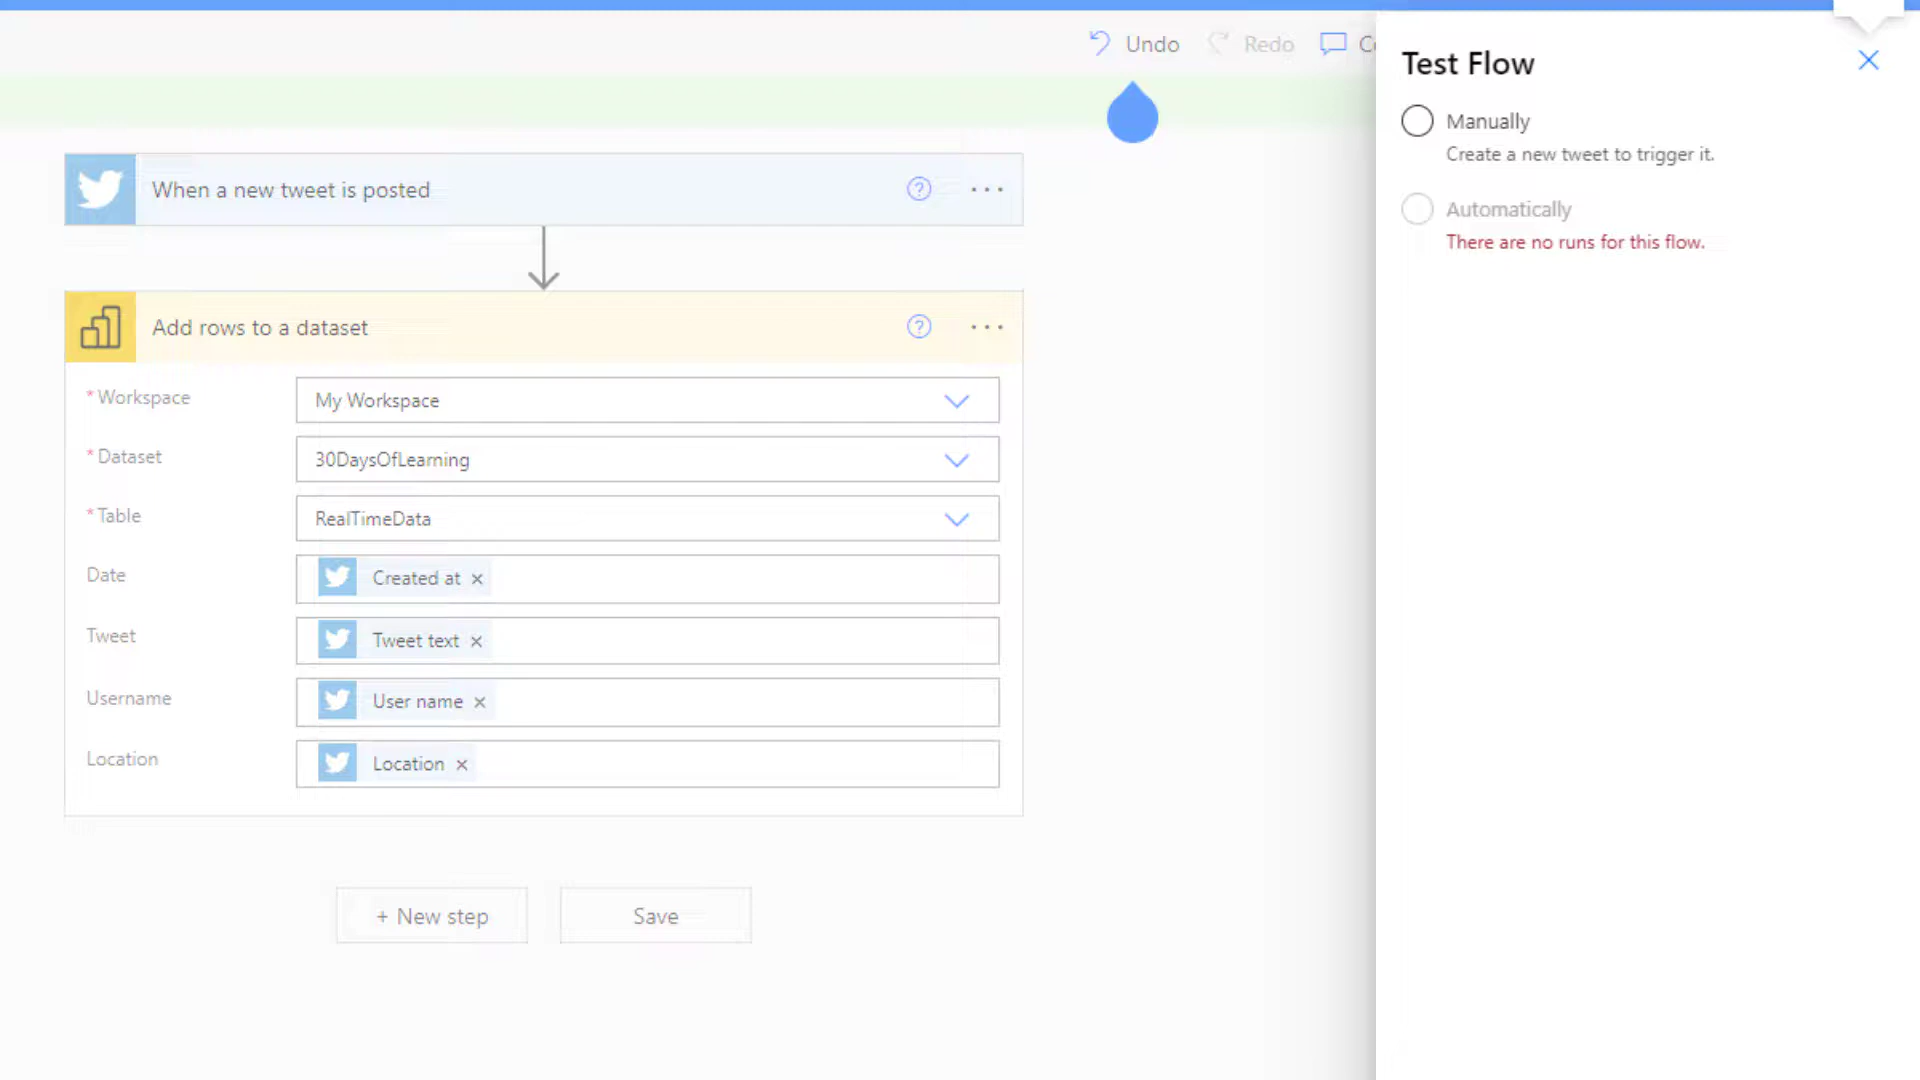 Undo Redo
Test Flow
Manually
Create a new tweet to trigger it.
Automatically
There are no runs for this flow.
When a new tweet is posted
Add rows to a dataset
* Workspace
My Workspace
* Dataset
30DaysOfLearning
* Table
RealTimeData
Date
Created at ×
Tweet
Tweet text ×
Username
User name ×
Location
Location ×
+ New step
Save